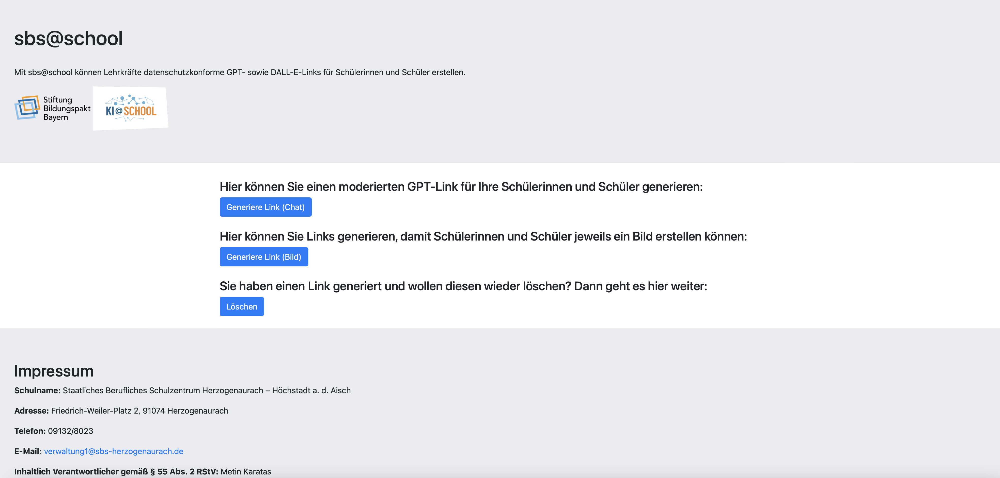 sbs@school
Mit sbs@school können Lehrkräfte datenschutzkonforme GPT- sowie DALL-E-Links für Schülerinnen und Schüler erstellen.
Stiftung
Bildungspakt
Bayern
KI@SCHOOL
Hier können Sie einen moderierten GPT-Link für Ihre Schülerinnen und Schüler generieren:
Generiere Link (Chat)
Hier können Sie Links generieren, damit Schülerinnen und Schüler jeweils ein Bild erstellen können:
Generiere Link (Bild)
Sie haben einen Link generiert und wollen diesen wieder löschen? Dann geht es hier weiter:
Löschen
Impressum
Schulname: Staatliches Berufliches Schulzentrum Herzogenaurach – Höchstadt a. d. Aisch
Adresse: Friedrich-Weiler-Platz 2, 91074 Herzogenaurach
Telefon: 09132/8023
E-Mail: verwaltung1@sbs-herzogenaurach.de
Inhaltlich Verantwortlicher gemäß § 55 Abs. 2 RStV: Metin Karatas